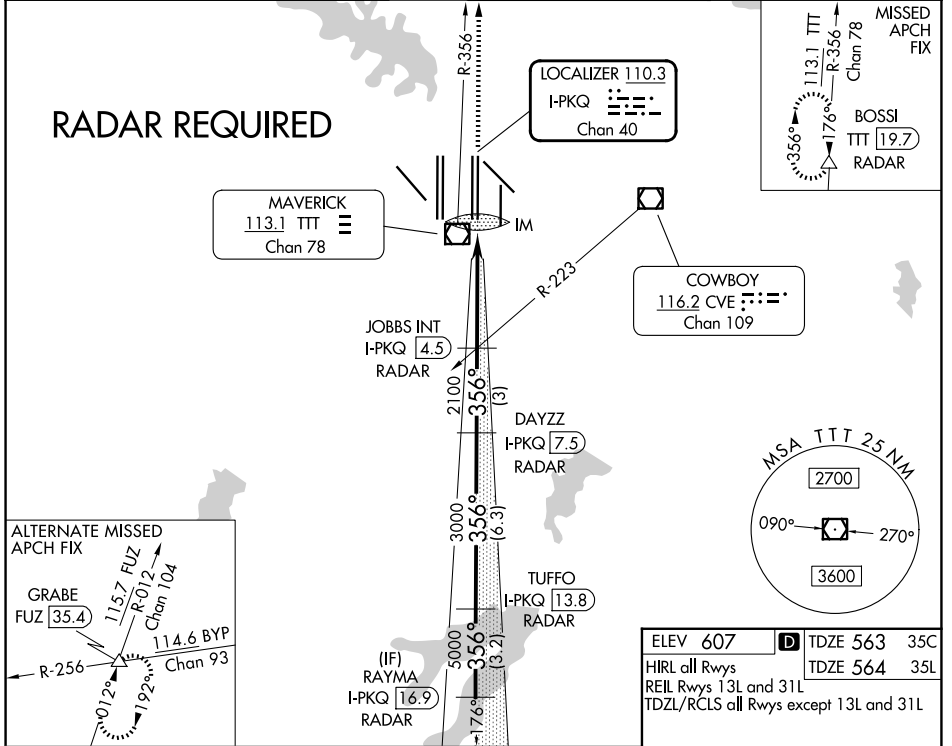 RADAR REQUIRED
R-356
LOCALIZER 110.3
I-PKQ
Chan 40
MISSED
APCH
FIX
113.1 TTT
R-356
Chan 78
356°
176°
BOSSI
TTT 19.7
RADAR
MAVERICK
113.1 TTT
Chan 78
IM
R-223
COWBOY
116.2 CVE
Chan 109
JOBBS INT
I-PKQ 4.5
RADAR
2100
356°
(3)
DAYZZ
I-PKQ 7.5
RADAR
3000
356°
(6.3)
TUFFO
I-PKQ 13.8
RADAR
5000
356°
(3.2)
(IF)
RAYMA
I-PKQ 16.9
RADAR
176°
MSA TTT 25 NM
2700
090°
270°
3600
ALTERNATE MISSED
APCH FIX
GRABE
FUZ 35.4
115.7 FUZ
R-012
Chan 104
114.6 BYP
Chan 93
R-256
012°
192°
ELEV 607
D
TDZE 563 35C
TDZE 564 35L
HIRL all Rwys
REIL Rwys 13L and 31L
TDZL/RCLS all Rwys except 13L and 31L